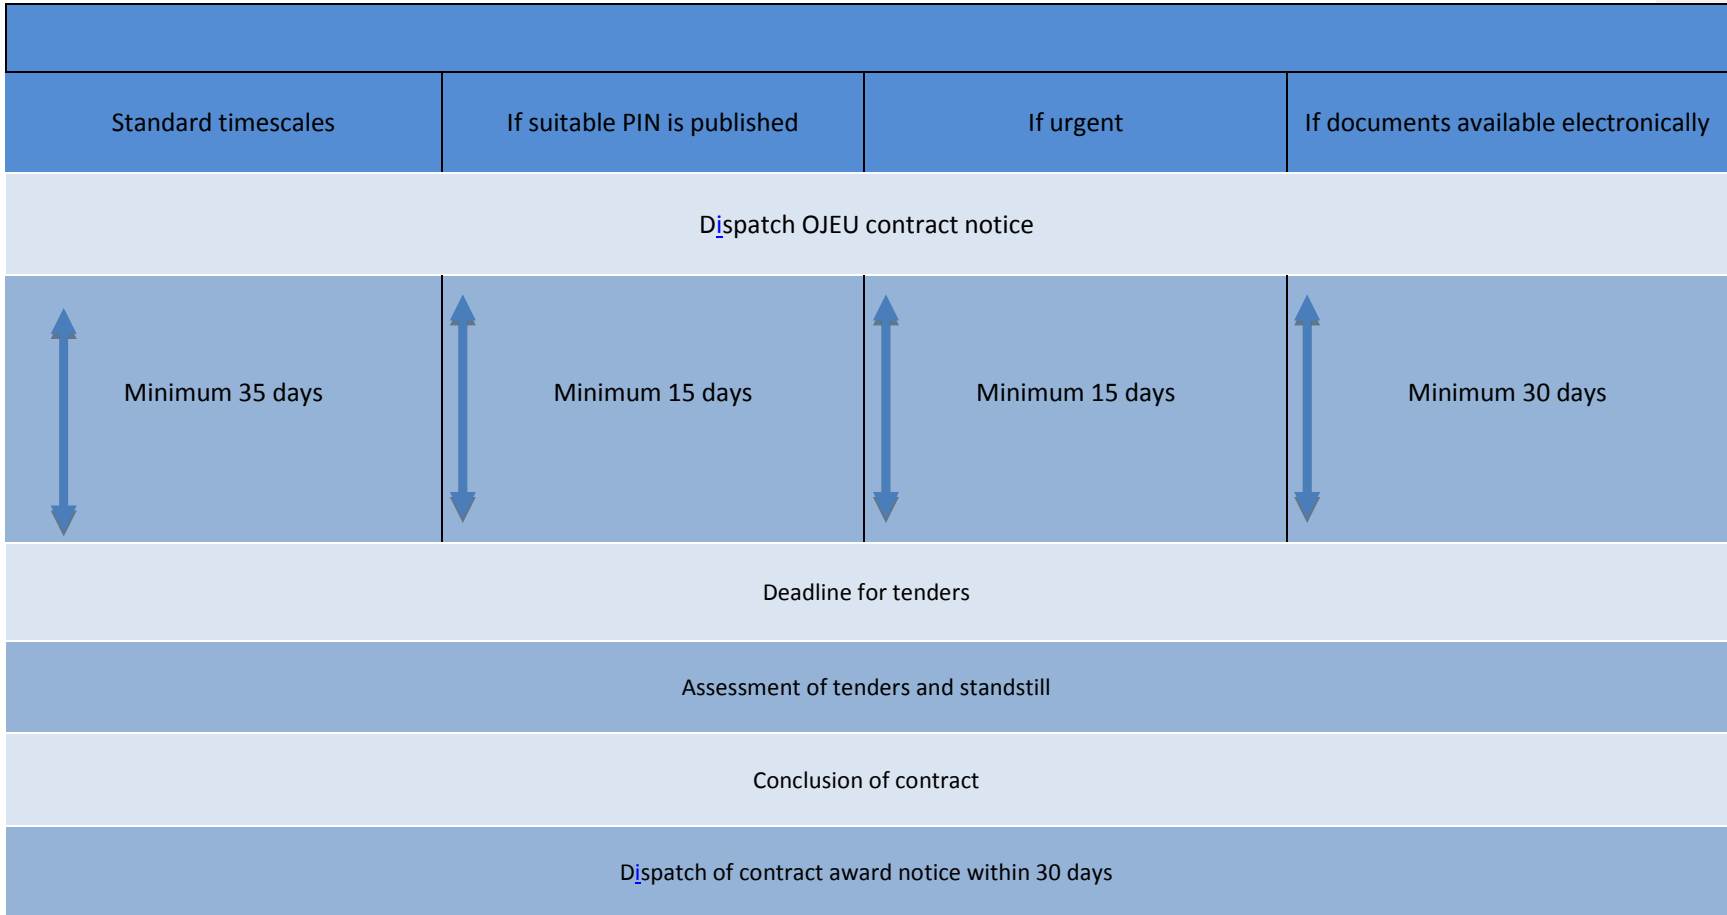 Standard timescales
If suitable PIN is published
If urgent
If documents available electronically
Dispatch OJEU contract notice
Minimum 35 days
Minimum 15 days
Minimum 15 days
Minimum 30 days
Deadline for tenders
Assessment of tenders and standstill
Conclusion of contract
Dispatch of contract award notice within 30 days